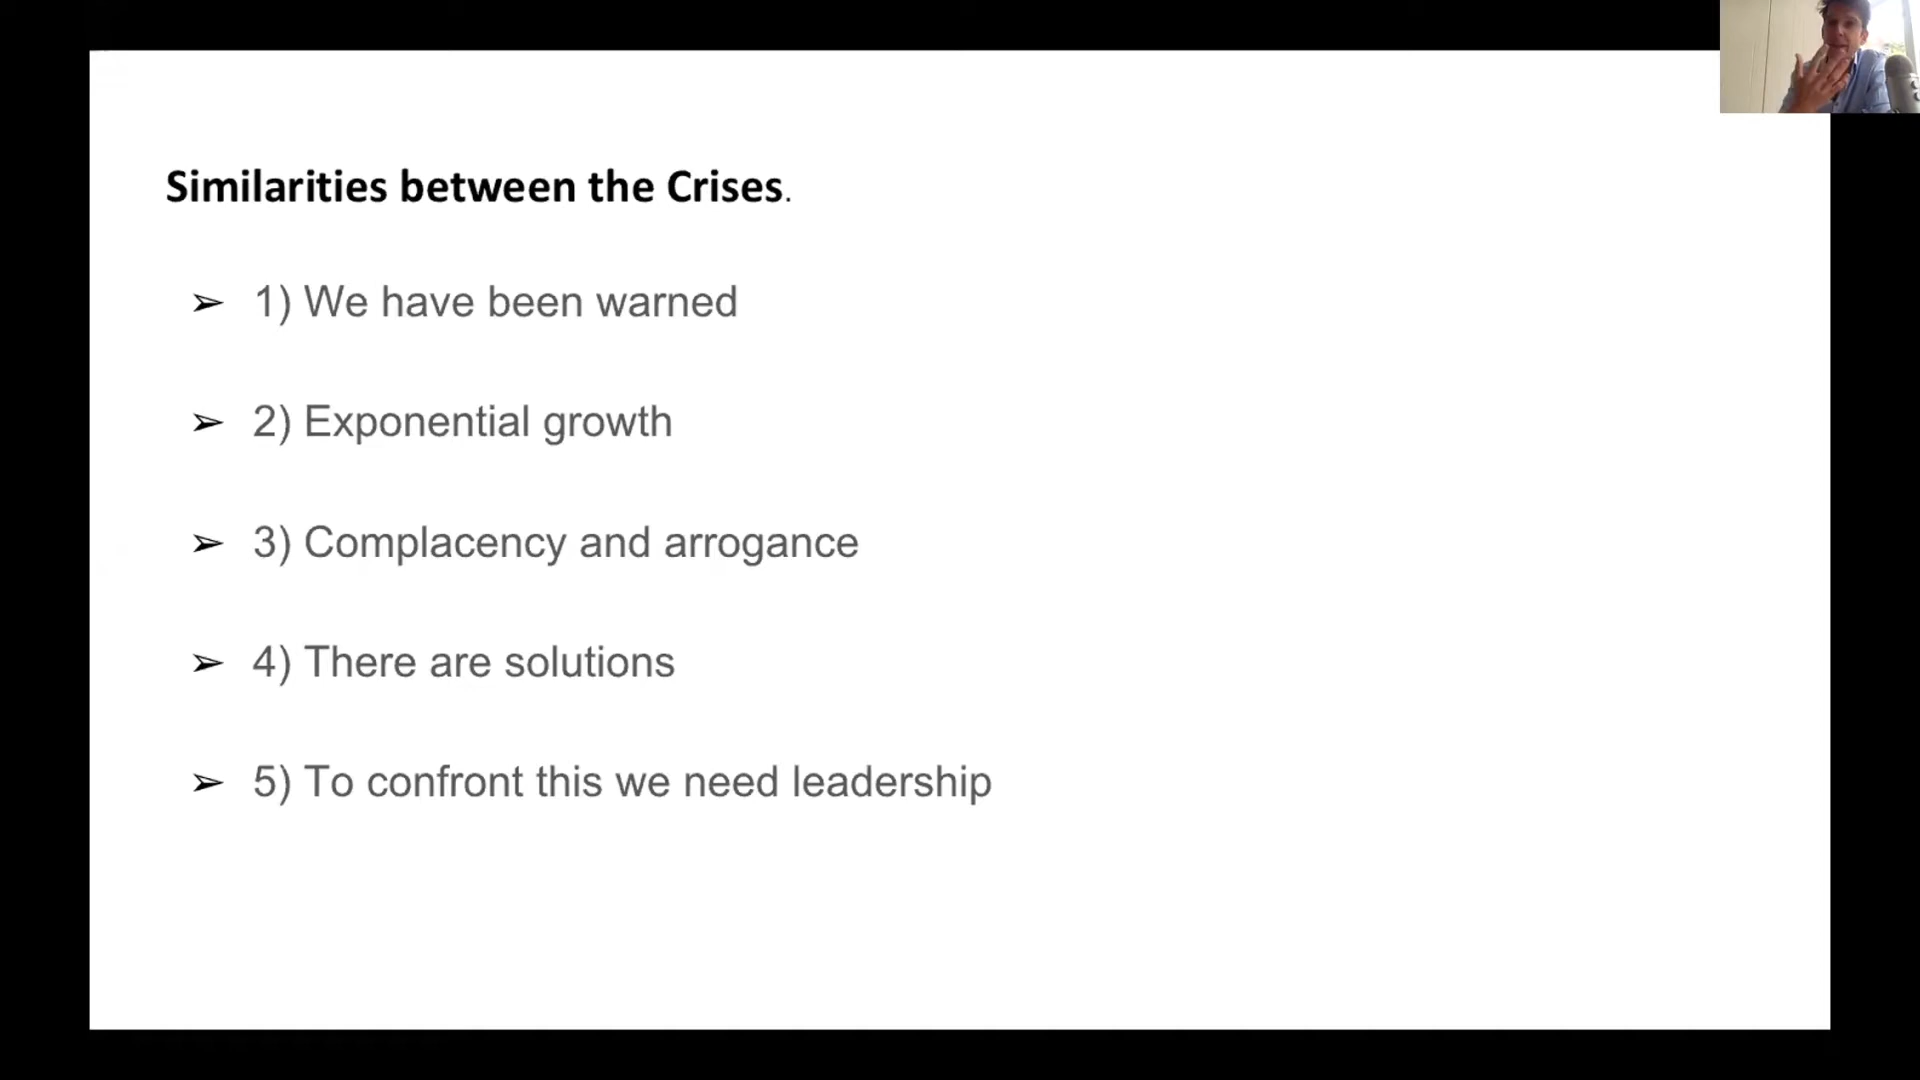 Similarities between the Crises.
➢ 1) We have been warned
➢ 2) Exponential growth
➢ 3) Complacency and arrogance
➢ 4) There are solutions
➢ 5) To confront this we need leadership